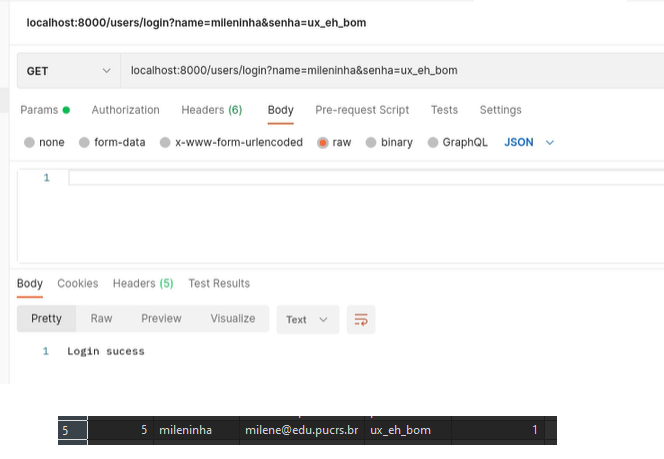 localhost:8000/users/login?name=mileninha&senha=ux_eh_bom
GET localhost:8000/users/login?name=mileninha&senha=ux_eh_bom
Params Authorization Headers (6) Body Pre-request Script Tests Settings
none form-data x-www-form-urlencoded raw binary GraphQL JSON
1
Body Cookies Headers (5) Test Results
Pretty Raw Preview Visualize Text
1 Login sucess
5 5 mileninha milene@edu.pucrs.br ux_eh_bom 1